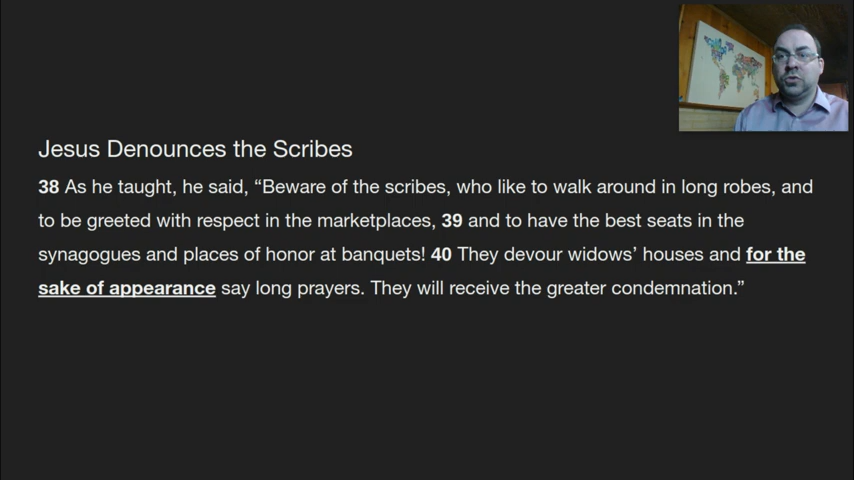 Jesus Denounces the Scribes
38 As he taught, he said, “Beware of the scribes, who like to walk around in long robes, and
to be greeted with respect in the marketplaces, 39 and to have the best seats in the
synagogues and places of honor at banquets! 40 They devour widows’ houses and for the
sake of appearance say long prayers. They will receive the greater condemnation.”